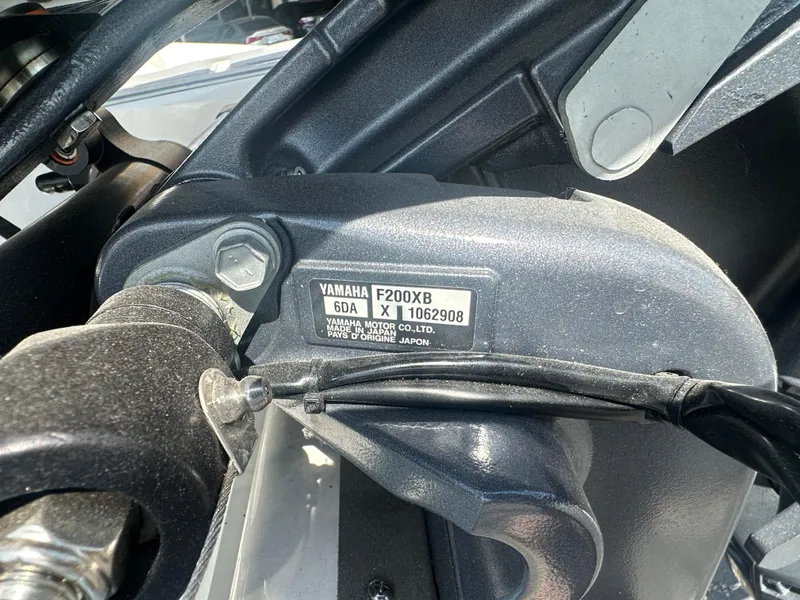 YAMAHA F200XB
6DA X 1062908
YAMAHA MOTOR CO.,LTD.
MADE IN JAPAN
PAYS D'ORIGINE JAPON